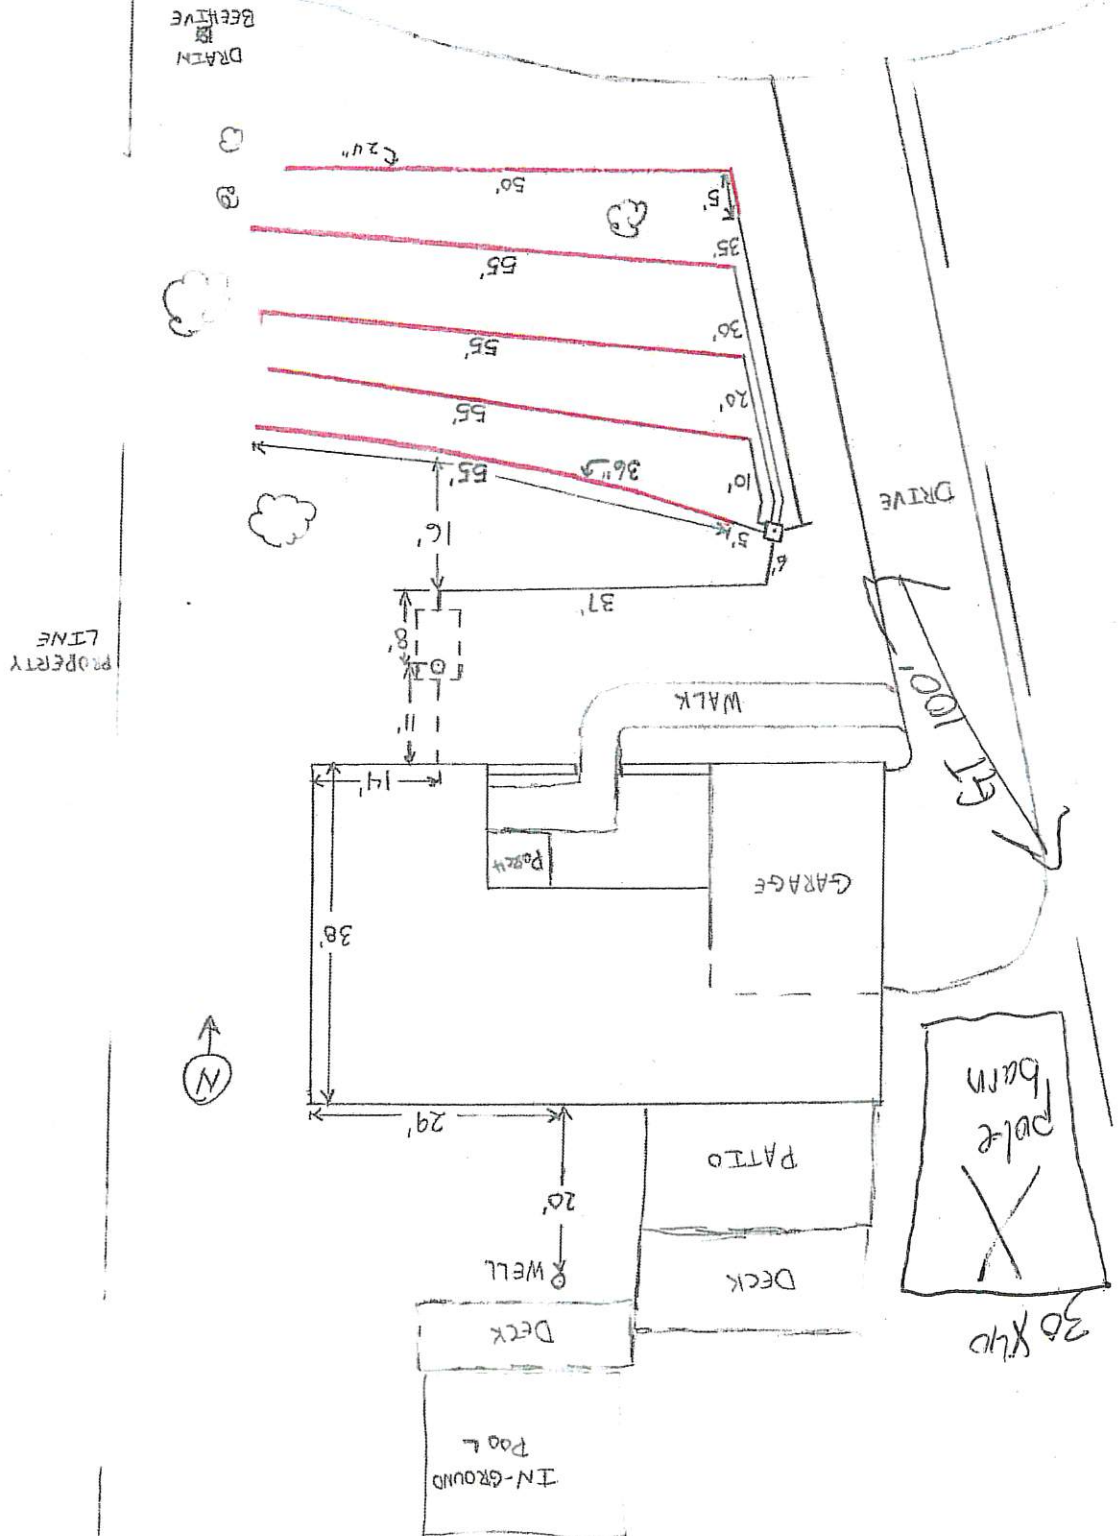 IN-GROUND
POOL
DECK
30X40
DECK
WELL
20'
PATIO
pole
barn
29'
N
38'
GARAGE
PORCH
14'
11'
WALK
100'
PROPERTY
LINE
8'
37'
6'
16'
5'
DRIVE
36"
55'
10'
55'
20'
55'
30'
55'
35'
5'
50'
24"
DRAIN
BEEHIVE